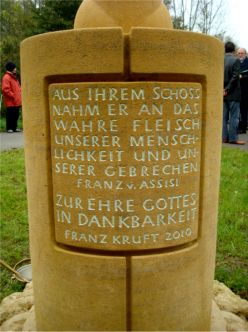 AUS IHREM SCHOSS
NAHM ER AN DAS
WAHRE FLEISCH
UNSERER MENSCH-
LICHKEIT UND UN-
SERER GEBRECHEN
FRANZ V. ASSISI
ZUR EHRE GOTTES
IN DANKBARKEIT
FRANZ KRUFT 2010